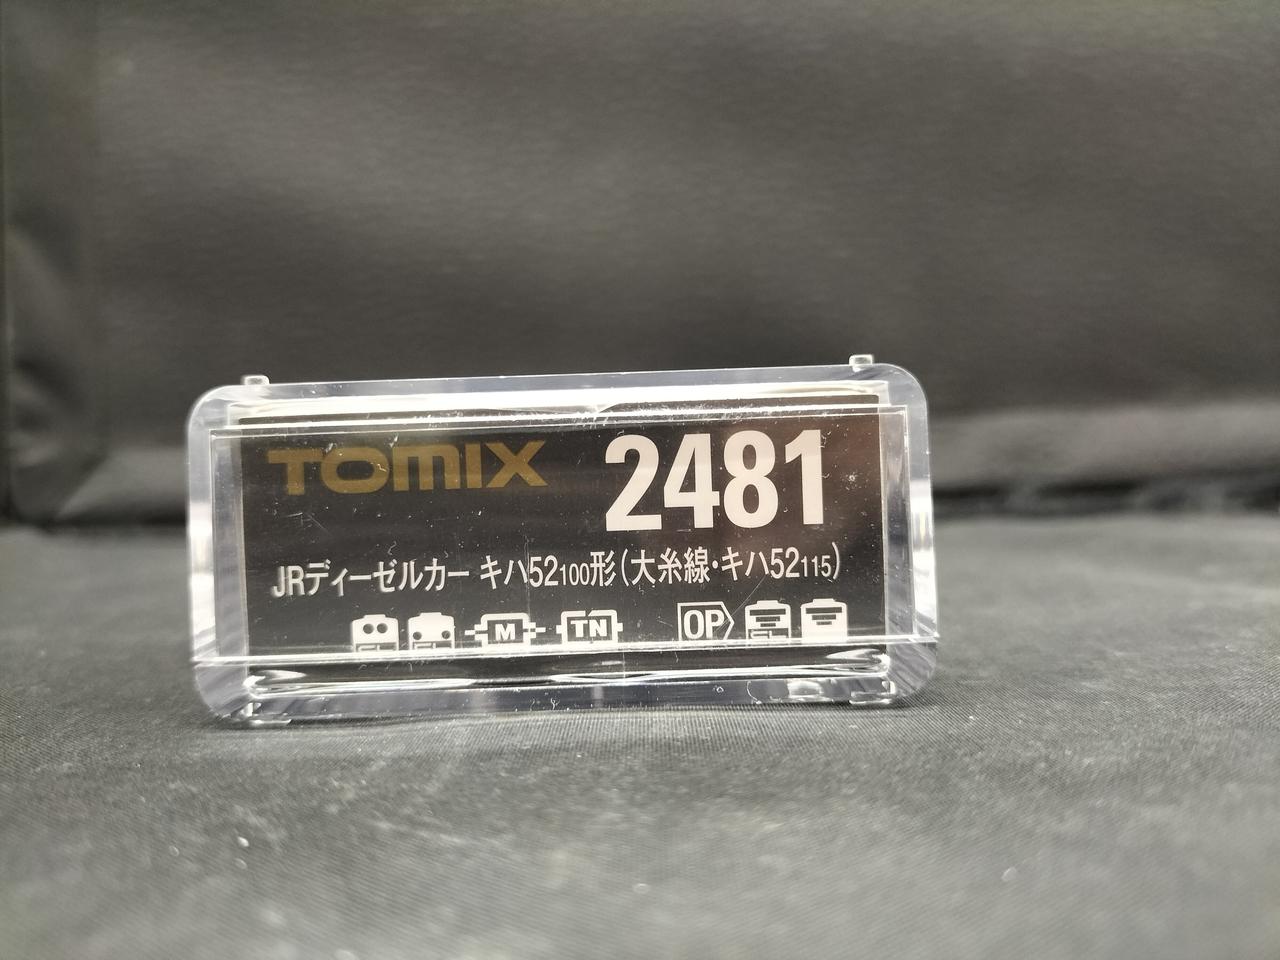 TOMIX 2481
JRディーゼルカー キハ52100形(大糸線・キハ52115)
M TN OP